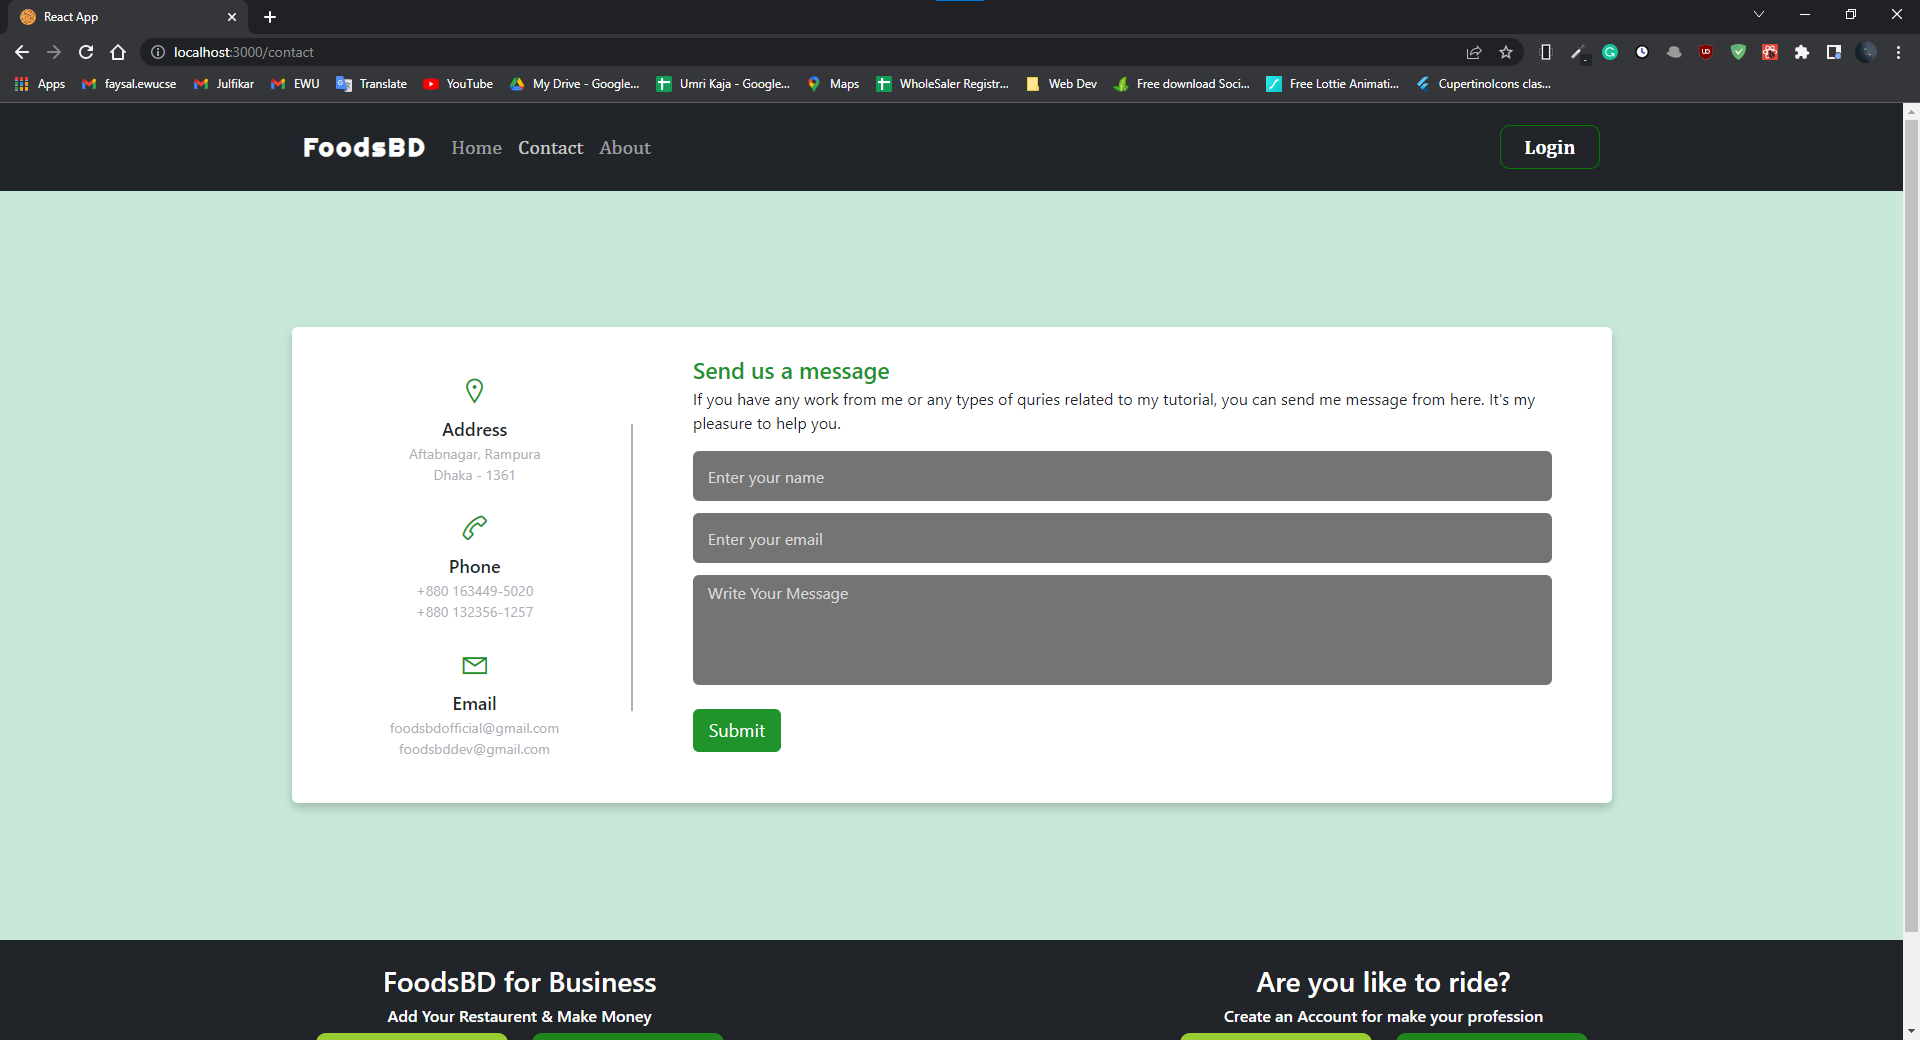 React App
localhost:3000/contact
Apps faysal.ewucse Julfikar EWU Translate YouTube My Drive - Google... Umri Kaja - Google... Maps WholeSaler Registr... Web Dev Free download Soci... Free Lottie Animati... CupertinoIcons clas...
FoodsBD Home Contact About Login
Address
Aftabnagar, Rampura
Dhaka - 1361
Phone
+880 163449-5020
+880 132356-1257
Email
foodsbdofficial@gmail.com
foodsbddev@gmail.com
Send us a message
If you have any work from me or any types of quries related to my tutorial, you can send me message from here. It's my
pleasure to help you.
Enter your name
Enter your email
Write Your Message
Submit
FoodsBD for Business
Add Your Restaurent & Make Money
Are you like to ride?
Create an Account for make your profession